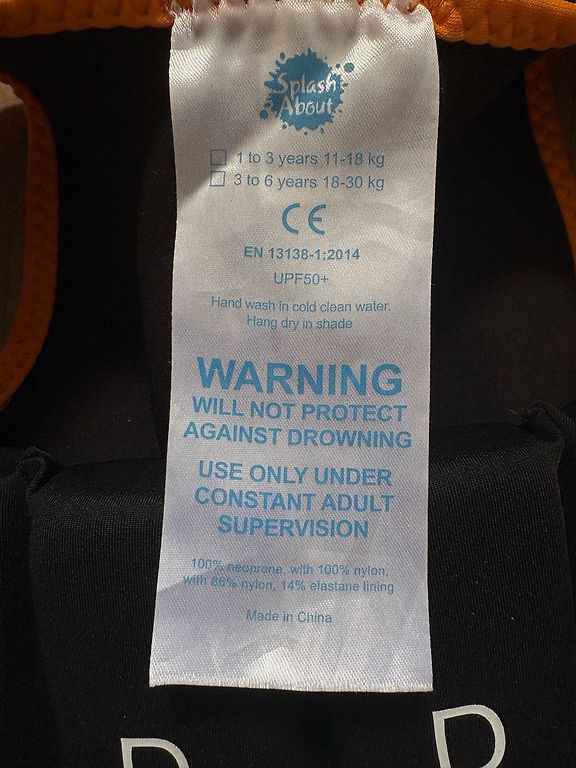 Splash
About
1 to 3 years 11-18 kg
3 to 6 years 18-30 kg
CE
EN 13138-1:2014
UPF50+
Hand wash in cold clean water.
Hang dry in shade
WARNING
WILL NOT PROTECT
AGAINST DROWNING
USE ONLY UNDER
CONSTANT ADULT
SUPERVISION
100% neoprene, with 100% nylon,
with 86% nylon, 14% elastane lining
Made in China